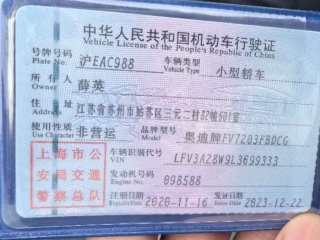 中华人民共和国机动车行驶证
Vehicle License of the People's Republic of China
号牌号码 沪EAC988 车辆类型 小型轿车
Plate No. Vehicle Type
所有人 薛英
Owner
住址 江苏省苏州市姑苏区三元二村82幢601室
Address
使用性质 非营运 品牌型号 奥迪牌FV7203FBDCG
Use Character Model
上海市公安局交通警察总队
车辆识别代号 LFV3A28W9L3699333
VIN
发动机号码 098588
Engine No.
注册日期 2020-11-16 发证日期 2023-12-22
Register Date Issue Date